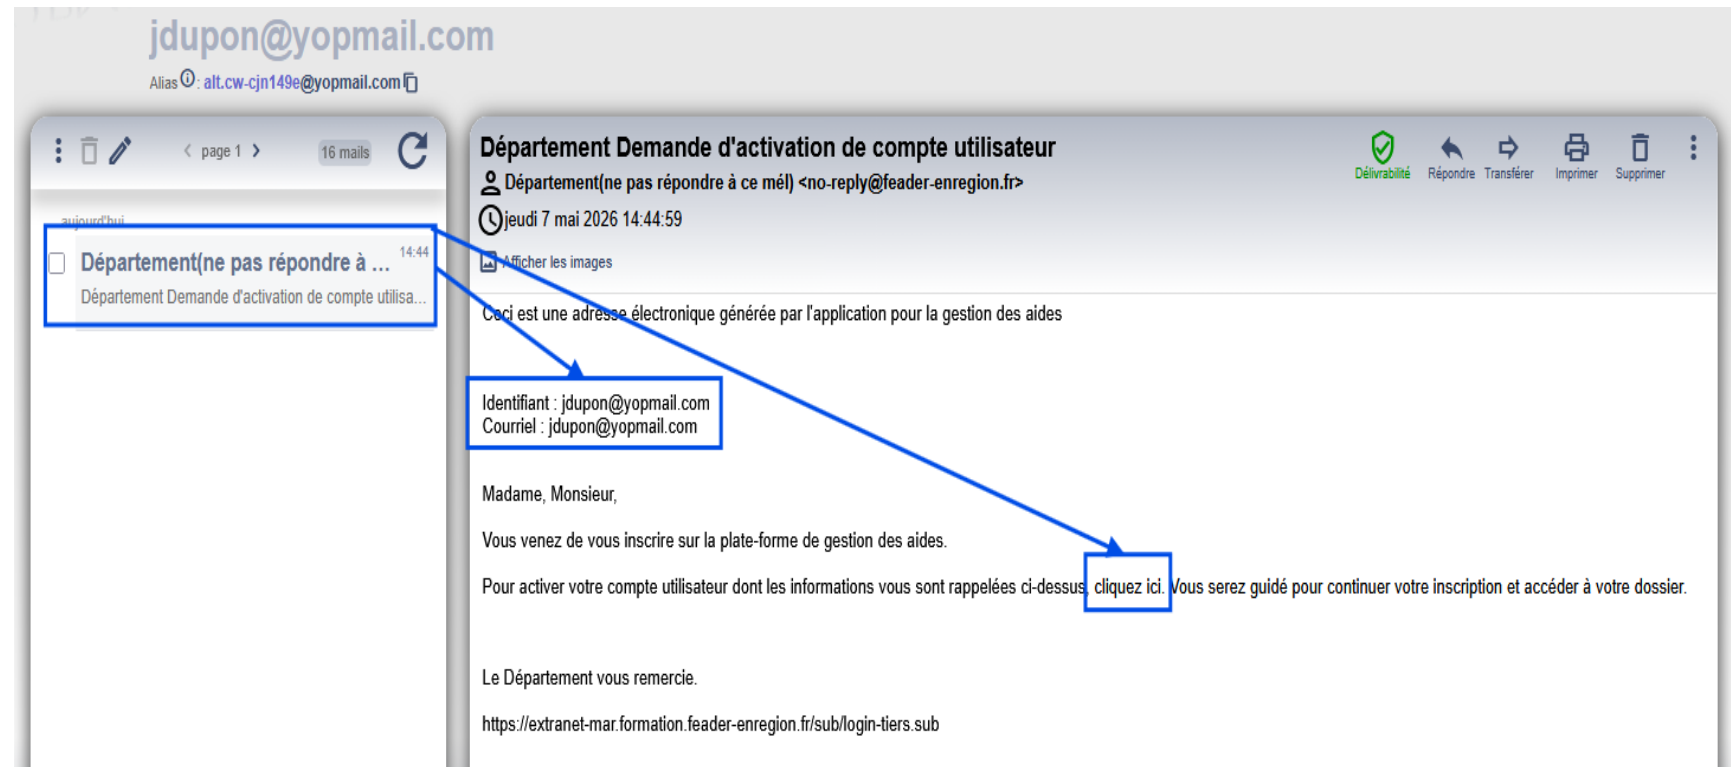 jdupon@yopmail.com
Alias : alt.cw-cjn149e@yopmail.com
page 1
16 mails
aujourd'hui
Département(ne pas répondre à ...
14:44
Département Demande d'activation de compte utilisa...
Département Demande d'activation de compte utilisateur
Département(ne pas répondre à ce mél) <no-reply@feader-enregion.fr>
jeudi 7 mai 2026 14:44:59
Afficher les images
Délivrabilité
Répondre
Transférer
Imprimer
Supprimer
Ceci est une adresse électronique générée par l'application pour la gestion des aides
Identifiant : jdupon@yopmail.com
Courriel : jdupon@yopmail.com
Madame, Monsieur,
Vous venez de vous inscrire sur la plate-forme de gestion des aides.
Pour activer votre compte utilisateur dont les informations vous sont rappelées ci-dessus, cliquez ici. Vous serez guidé pour continuer votre inscription et accéder à votre dossier.
Le Département vous remercie.
https://extranet-mar.formation.feader-enregion.fr/sub/login-tiers.sub